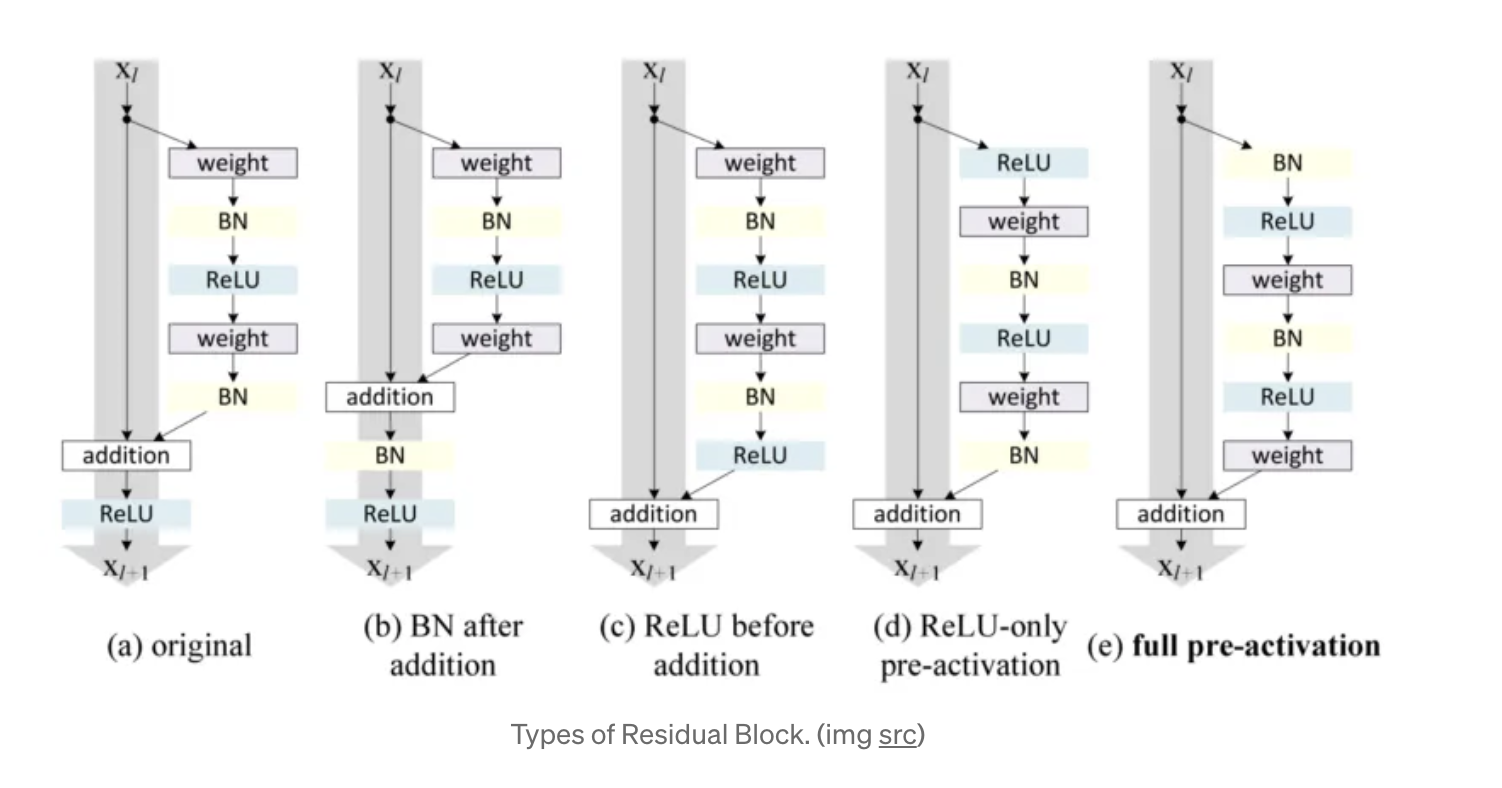 x_l
weight
BN
ReLU
weight
BN
addition
ReLU
x_{l+1}
(a) original
x_l
weight
BN
ReLU
weight
addition
BN
ReLU
x_{l+1}
(b) BN after
addition
x_l
weight
BN
ReLU
weight
BN
ReLU
addition
x_{l+1}
(c) ReLU before
addition
x_l
ReLU
weight
BN
ReLU
weight
BN
addition
x_{l+1}
(d) ReLU-only
pre-activation
x_l
BN
ReLU
weight
BN
ReLU
weight
addition
x_{l+1}
(e) full pre-activation
Types of Residual Block. (img src)